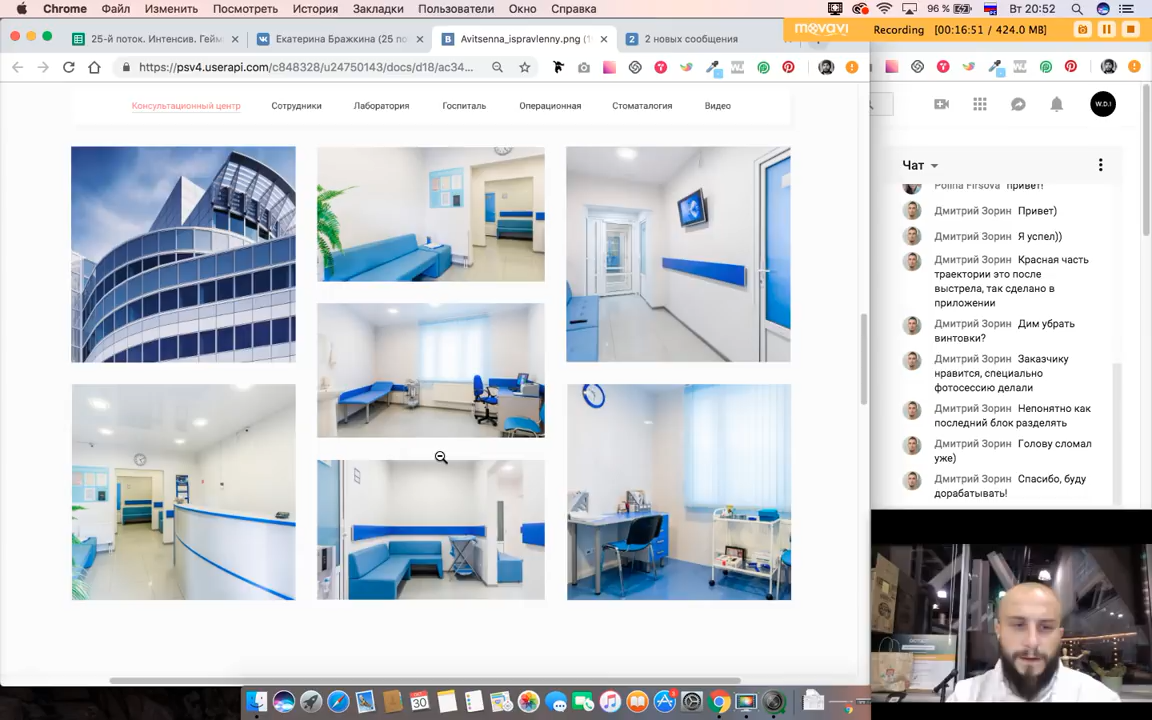 Chrome Файл Изменить Посмотреть История Закладки Пользователи Окно Справка 96 % Вт 20:52
movavi Recording [00:16:51 / 424.0 MB]
25-й поток. Интенсив. Гейм Екатерина Бражкина (25 по Avitsenna_ispravlenny.png (1 2 новых сообщения
https://psv4.userapi.com/c848328/u24750143/docs/d18/ac34...
Консультационный центр Сотрудники Лаборатория Госпиталь Операционная Стоматология Видео
W.D.I
Чат
Polina Firsova привет!
Дмитрий Зорин Привет)
Дмитрий Зорин Я успел))
Дмитрий Зорин Красная часть
траектории это после
выстрела, так сделано в
приложении
Дмитрий Зорин Дим убрать
винтовки?
Дмитрий Зорин Заказчику
нравится, специально
фотосессию делали
Дмитрий Зорин Непонятно как
последний блок разделять
Дмитрий Зорин Голову сломал
уже)
Дмитрий Зорин Спасибо, буду
дорабатывать!